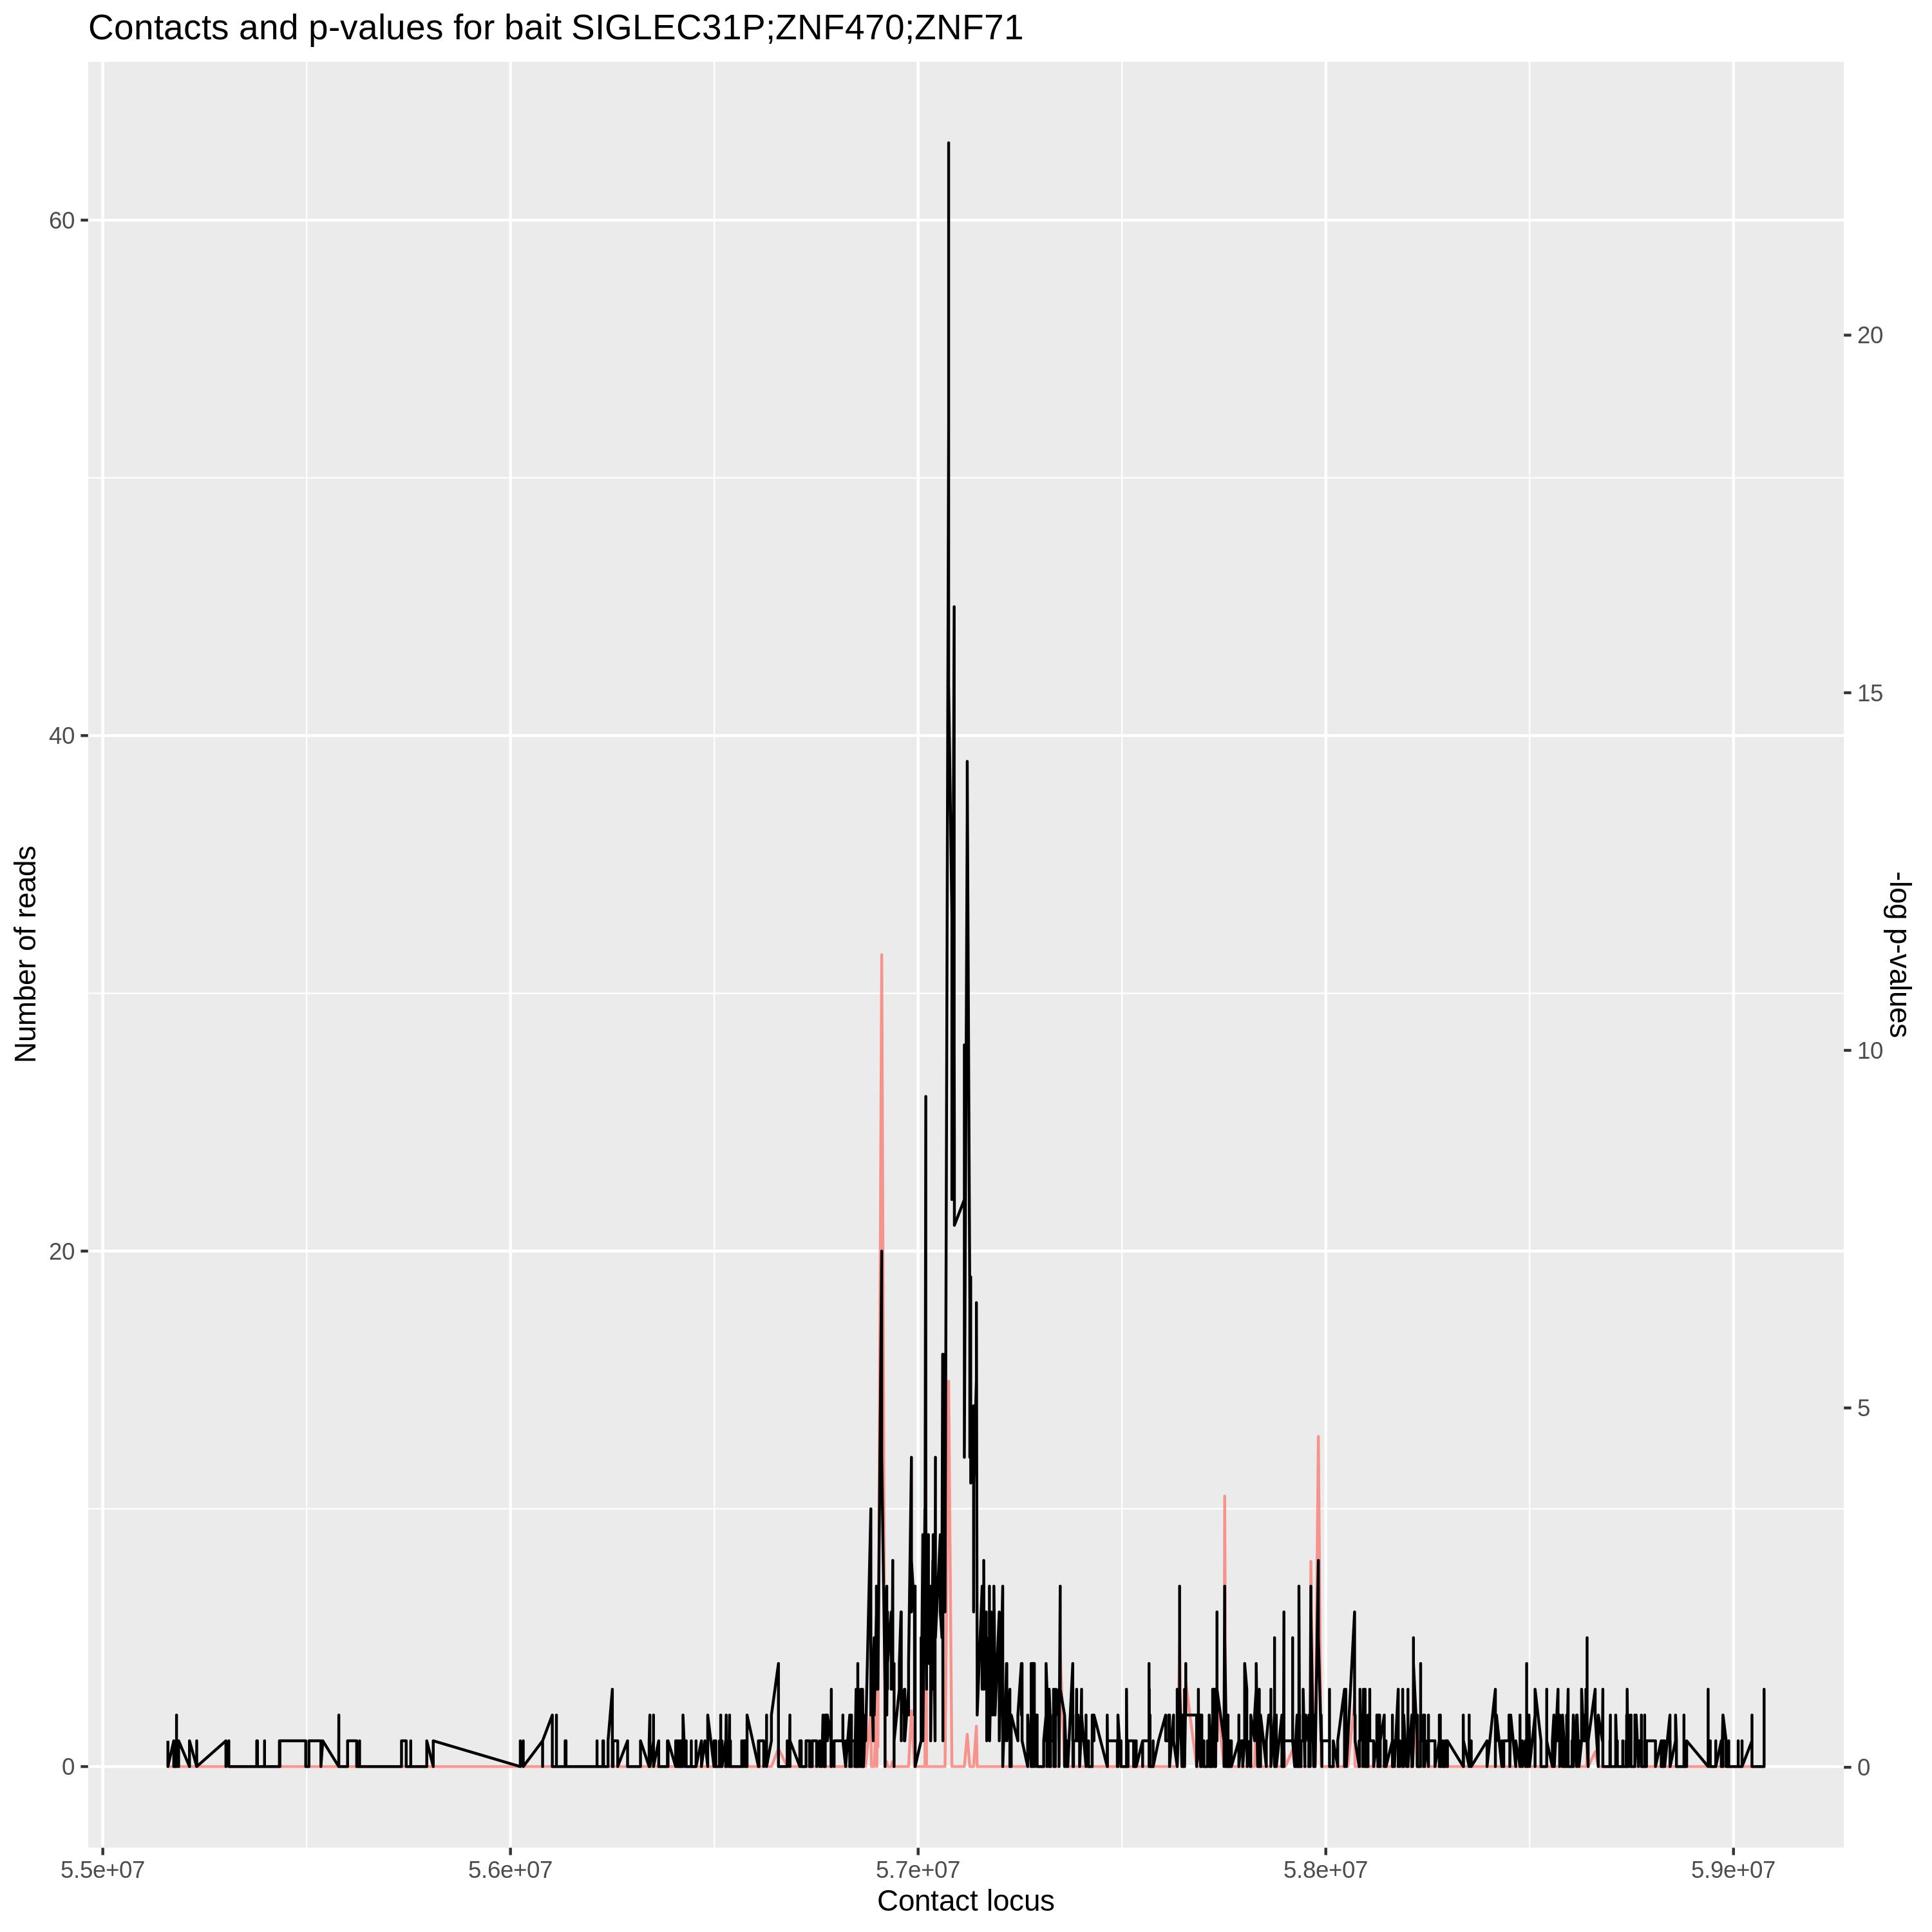 Contacts and p-values for bait SIGLEC31P;ZNF470;ZNF71
60
40
20
0
Number of reads
20
15
10
5
0
-log p-values
5.5e+07
5.6e+07
5.7e+07
5.8e+07
5.9e+07
Contact locus